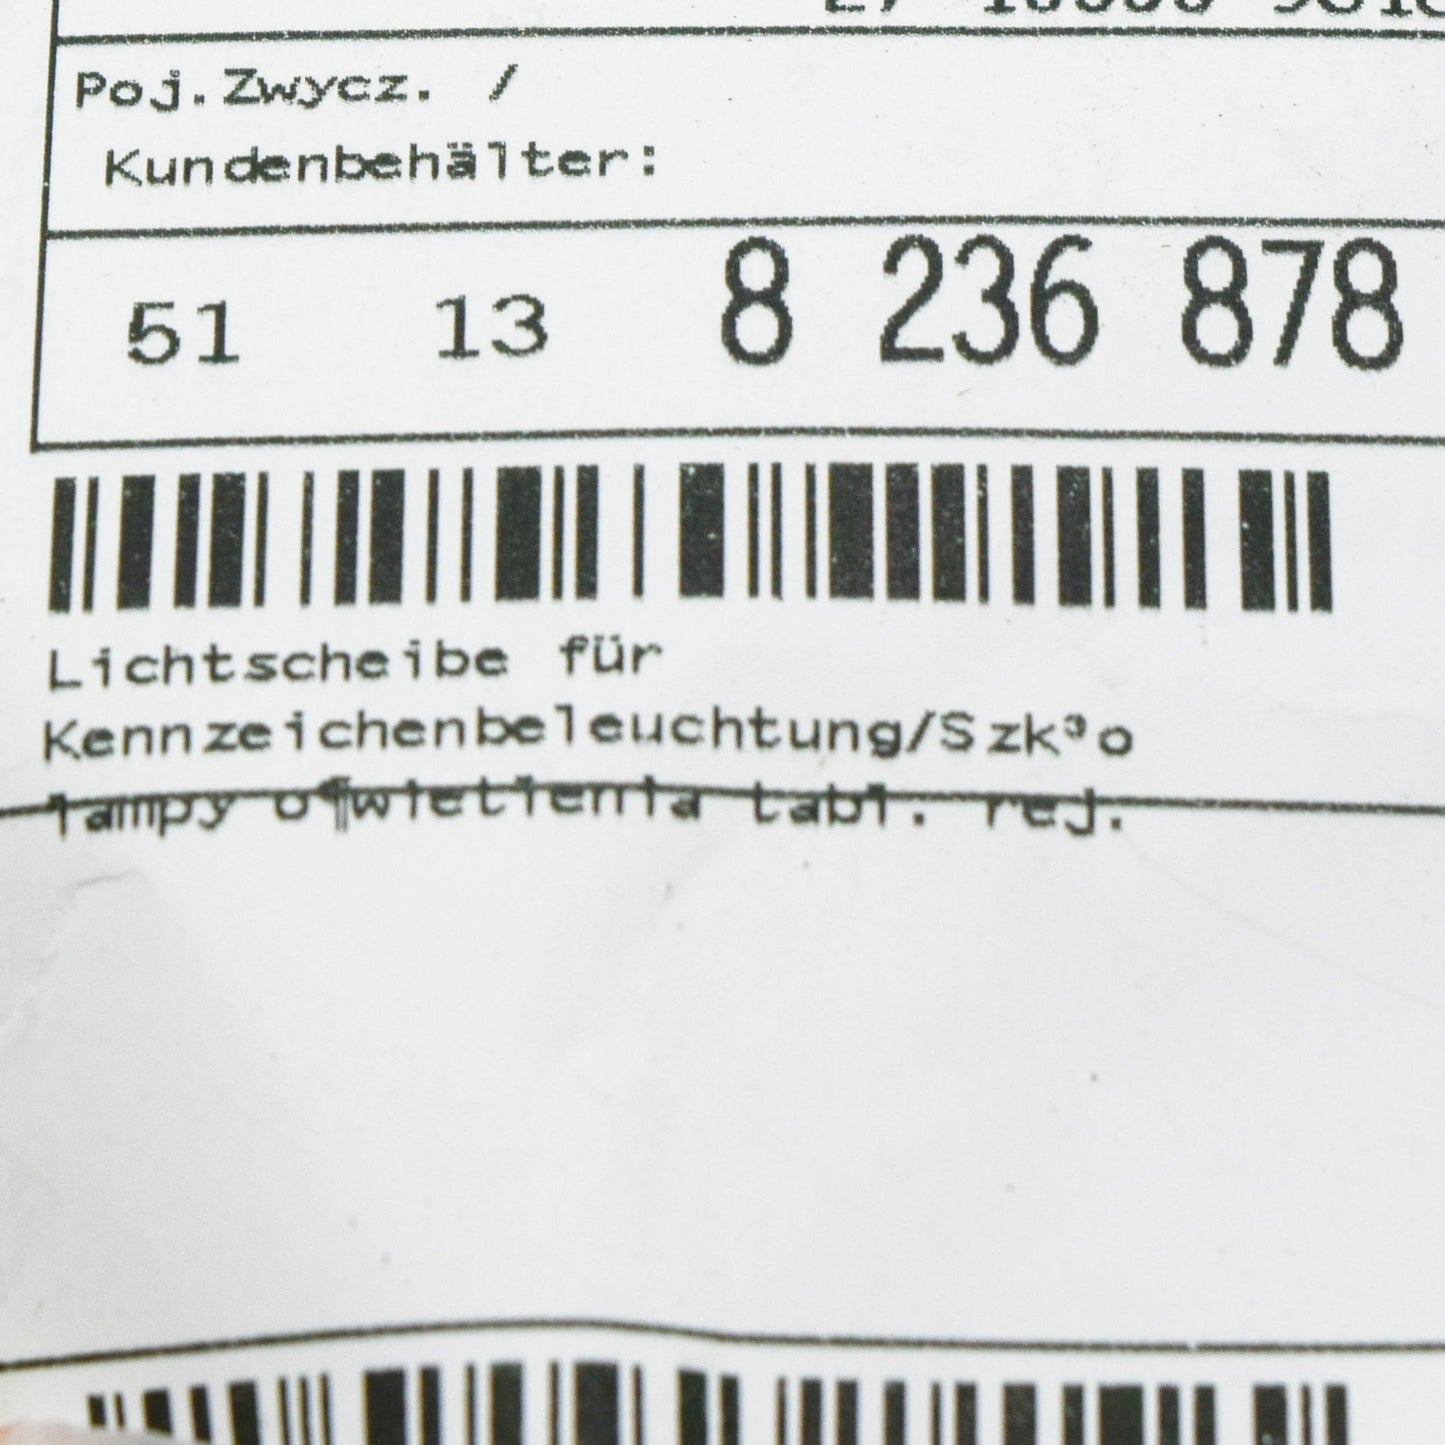 Poj.Zwycz. /
Kundenbehälter:
51 13 8 236 878
Lichtscheibe für
Kennzeichenbeleuchtung/Szk³o
lampy o¶wietlenia tabl. rej.